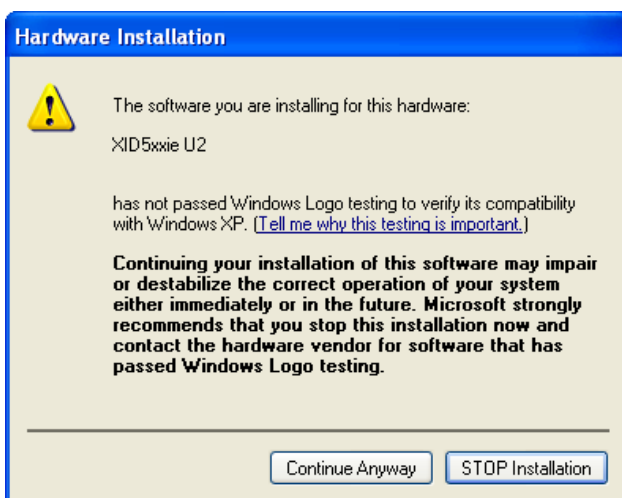 Hardware Installation
The software you are installing for this hardware:
XID5xxie U2
has not passed Windows Logo testing to verify its compatibility
with Windows XP. (Tell me why this testing is important.)
Continuing your installation of this software may impair
or destabilize the correct operation of your system
either immediately or in the future. Microsoft strongly
recommends that you stop this installation now and
contact the hardware vendor for software that has
passed Windows Logo testing.
Continue Anyway
STOP Installation